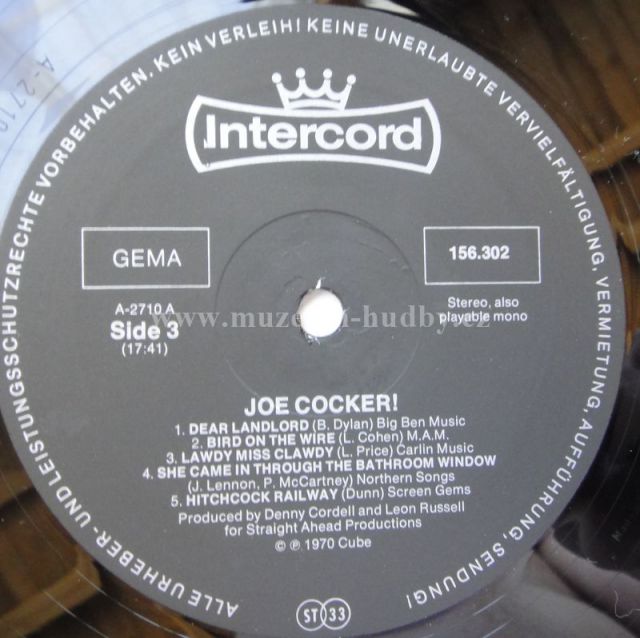 ALLE URHEBER- UND LEISTUNGSSCHUTZRECHTE VORBEHALTEN. KEIN VERLEIH! KEINE UNERLAUBTE VERVIELFÄLTIGUNG, VERMIETUNG, AUFFÜHRUNG, SENDUNG!
Intercord
GEMA
156.302
A-2710 A
Side 3
(17:41)
Stereo, also
playable mono
www.muzeum-hudby.cz
JOE COCKER!
1. DEAR LANDLORD (B. Dylan) Big Ben Music
2. BIRD ON THE WIRE (L. Cohen) M.A.M.
3. LAWDY MISS CLAWDY (L. Price) Carlin Music
4. SHE CAME IN THROUGH THE BATHROOM WINDOW
(J. Lennon, P. McCartney) Northern Songs
5. HITCHCOCK RAILWAY (Dunn) Screen Gems
Produced by Denny Cordell and Leon Russell
for Straight Ahead Productions
© ℗ 1970 Cube
ST 33